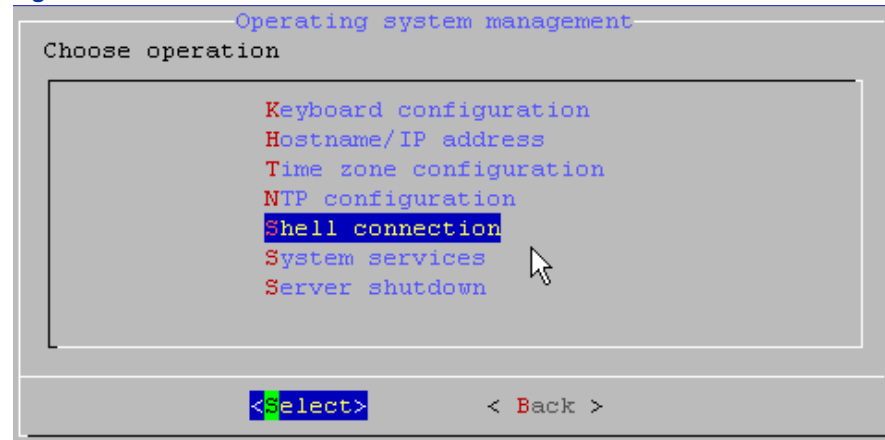 Operating system management
Choose operation
Keyboard configuration
Hostname/IP address
Time zone configuration
NTP configuration
Shell connection
System services
Server shutdown
<Select> < Back >